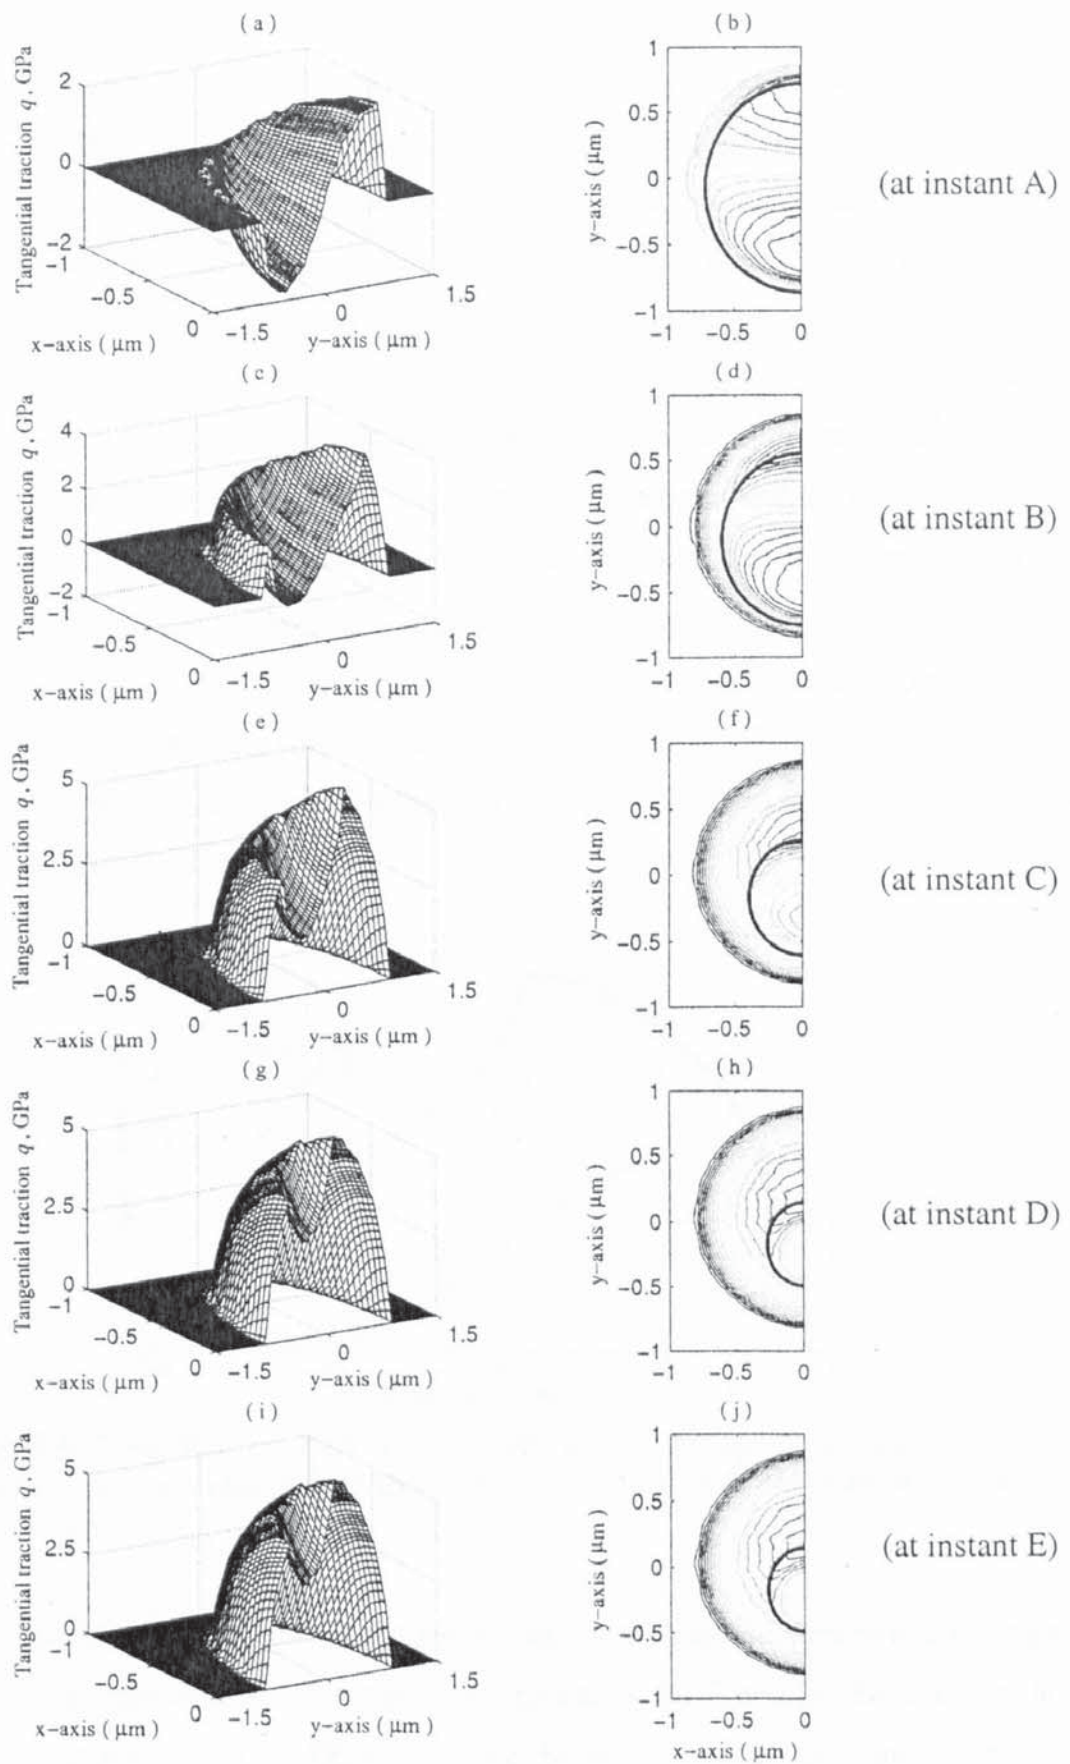 (a)
Tangential traction q, GPa
2
0
-2
-1
-0.5
0
x-axis (μm)
-1.5
0
1.5
y-axis (μm)
(b)
y-axis (μm)
1
0.5
0
-0.5
-1
-1 -0.5 0
(at instant A)
(c)
Tangential traction q, GPa
4
2
0
-2
-1
-0.5
0
x-axis (μm)
-1.5
0
1.5
y-axis (μm)
(d)
y-axis (μm)
1
0.5
0
-0.5
-1
-1 -0.5 0
(at instant B)
(e)
Tangential traction q, GPa
5
2.5
0
-1
-0.5
0
x-axis (μm)
-1.5
0
1.5
y-axis (μm)
(f)
y-axis (μm)
1
0.5
0
-0.5
-1
-1 -0.5 0
(at instant C)
(g)
Tangential traction q, GPa
5
2.5
0
-1
-0.5
0
x-axis (μm)
-1.5
0
1.5
y-axis (μm)
(h)
y-axis (μm)
1
0.5
0
-0.5
-1
-1 -0.5 0
(at instant D)
(i)
Tangential traction q, GPa
5
2.5
0
-1
-0.5
0
x-axis (μm)
-1.5
0
1.5
y-axis (μm)
(j)
y-axis (μm)
1
0.5
0
-0.5
-1
-1 -0.5 0
x-axis (μm)
(at instant E)